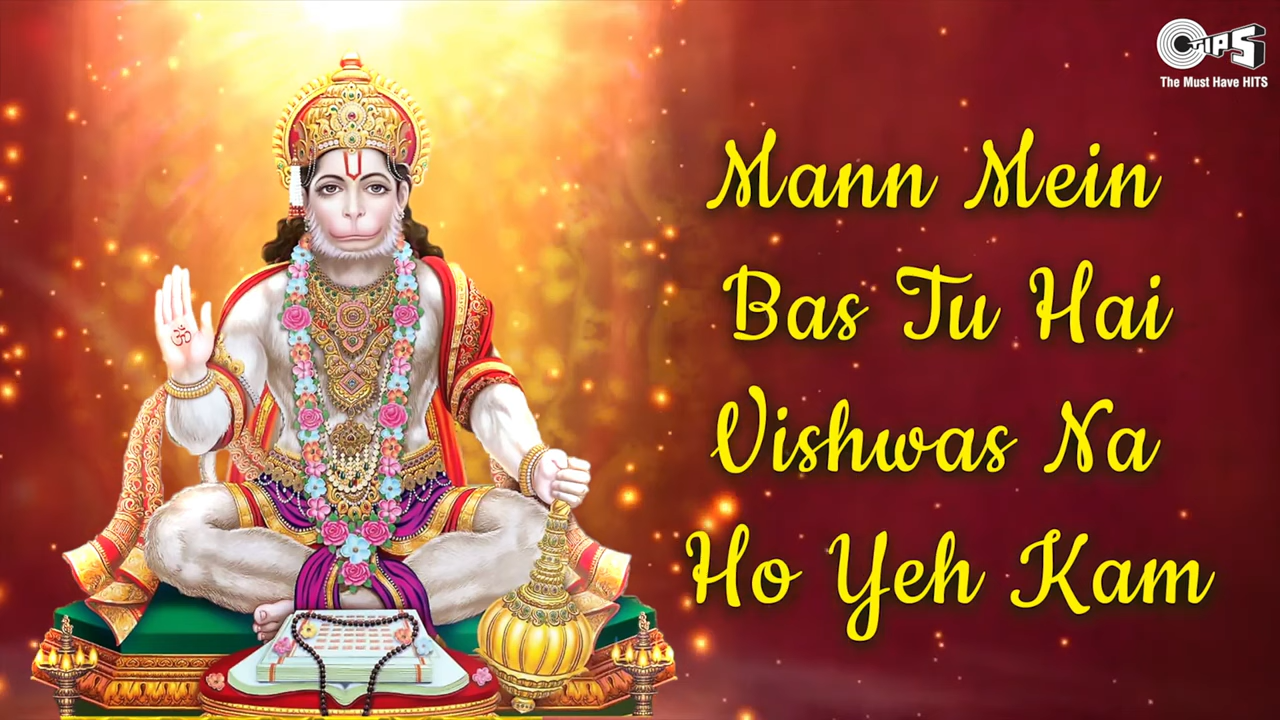 TIPS
The Must Have HITS
Mann Mein
Bas Tu Hai
Vishwas Na
Ho Yeh Kam
ॐ